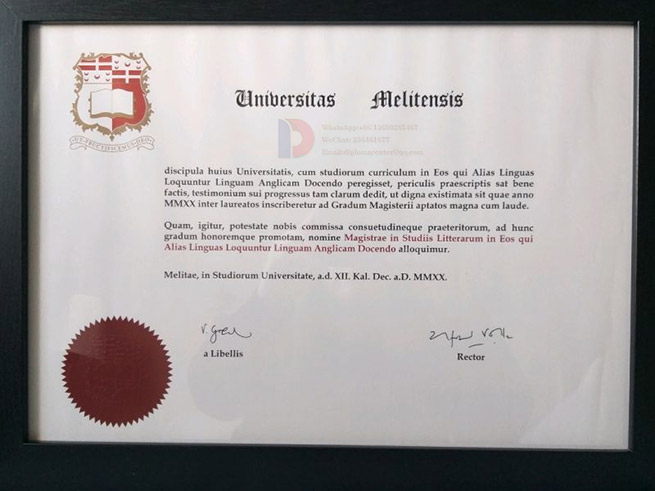 Universitas Melitensis
UT FRUCTIFICEMUS DEO
discipula huius Universitatis, cum studiorum curriculum in Eos qui Alias Linguas
Loquuntur Linguam Anglicam Docendo peregisset, periculis praescriptis sat bene
factis, testimonium sui progressus tam clarum dedit, ut digna existimata sit quae anno
MMXX inter laureatos inscriberetur ad Gradum Magisterii aptatos magna cum laude.
Quam, igitur, potestate nobis commissa consuetudineque praeteritorum, ad hunc
gradum honoremque promotam, nomine Magistrae in Studiis Litterarum in Eos qui
Alias Linguas Loquuntur Linguam Anglicam Docendo alloquimur.
Melitae, in Studiorum Universitate, a.d. XII. Kal. Dec. a.D. MMXX.
a Libellis
Rector